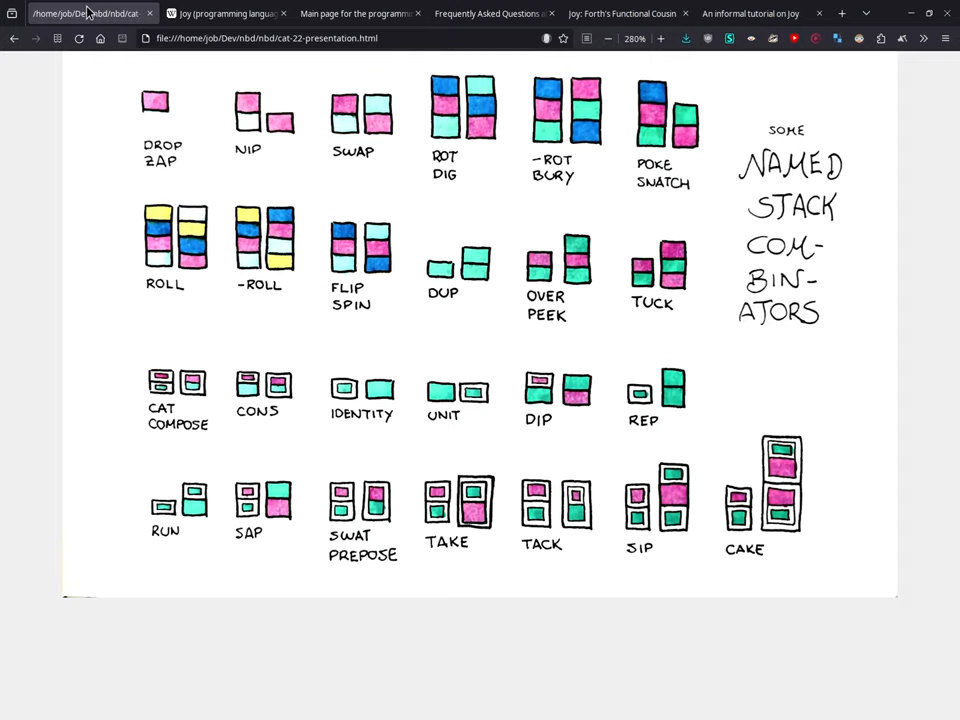 /home/job/Dev/nbd/nbd/cat-
Joy (programming langua
Main page for the programm
Frequently Asked Questions a
Joy: Forth's Functional Cousin
An informal tutorial on Joy
file:///home/job/Dev/nbd/nbd/cat-22-presentation.html
280%
DROP
ZAP
NIP
SWAP
ROT
DIG
-ROT
BURY
POKE
SNATCH
SOME
NAMED
STACK
COM-
BIN-
ATORS
ROLL
-ROLL
FLIP
SPIN
DUP
OVER
PEEK
TUCK
CAT
COMPOSE
CONS
IDENTITY
UNIT
DIP
REP
RUN
SAP
SWAT
PREPOSE
TAKE
TACK
SIP
CAKE